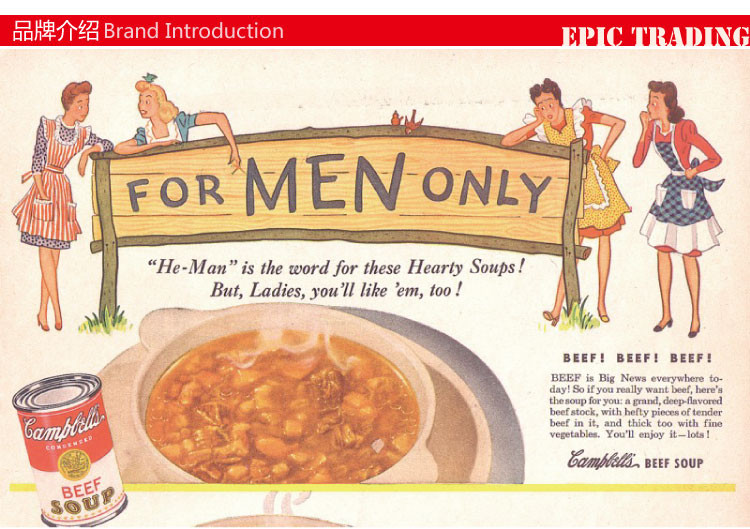 品牌介绍 Brand Introduction
EPIC TRADING
FOR MEN ONLY
“He-Man” is the word for these Hearty Soups!
But, Ladies, you'll like 'em, too!
BEEF! BEEF! BEEF!
BEEF is Big News everywhere to-
day! So if you really want beef, here's
the soup for you: a grand, deep-flavored
beef stock, with hefty pieces of tender
beef in it, and thick too with fine
vegetables. You'll enjoy it—lots!
Campbell's BEEF SOUP
Campbell's
CONDENSED
BEEF
SOUP